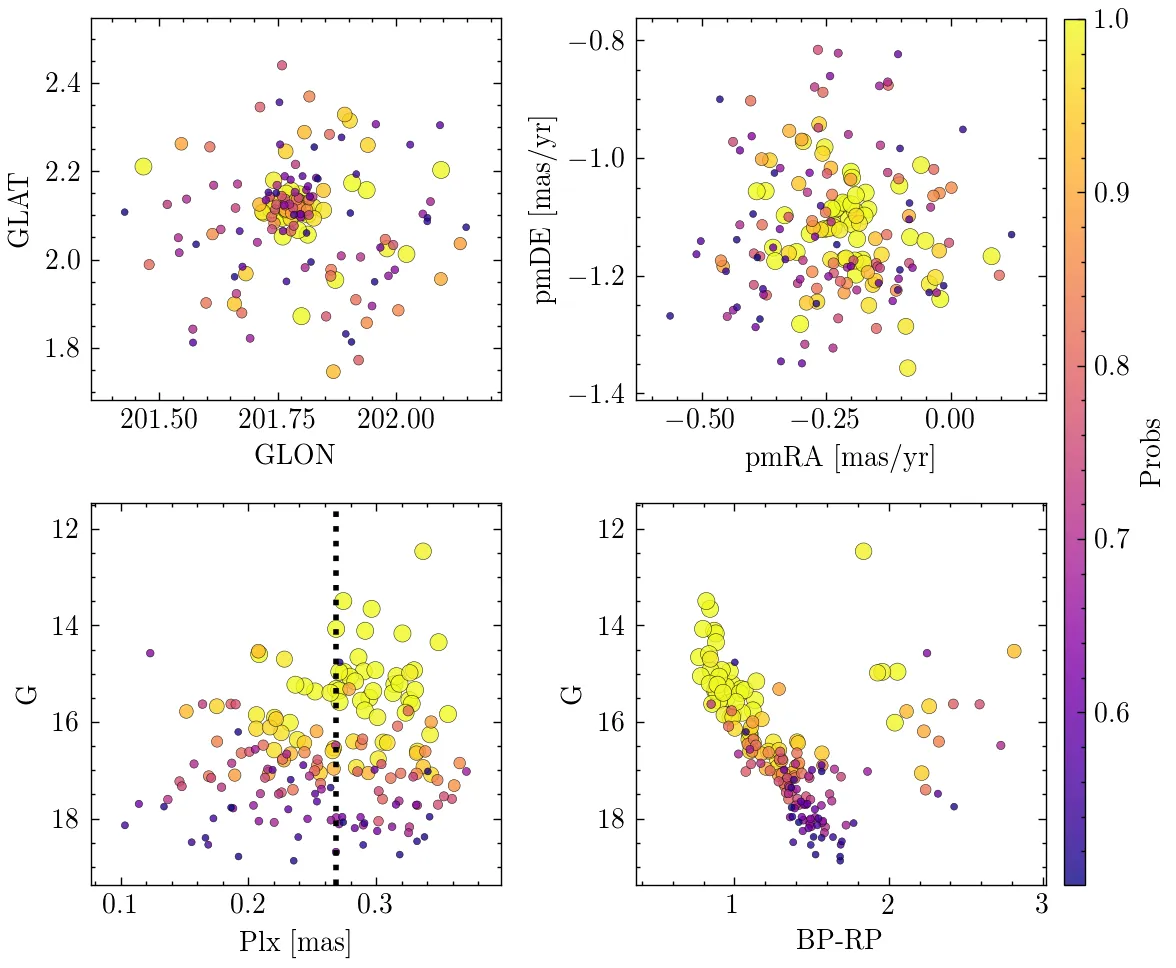 2.4
2.2
2.0
1.8
GLAT
201.50 201.75 202.00
GLON
−0.8
−1.0
−1.2
−1.4
pmDE [mas/yr]
−0.50 −0.25 0.00
pmRA [mas/yr]
12
14
16
18
G
0.1 0.2 0.3
Plx [mas]
12
14
16
18
G
1 2 3
BP-RP
1.0
0.9
0.8
0.7
0.6
Probs